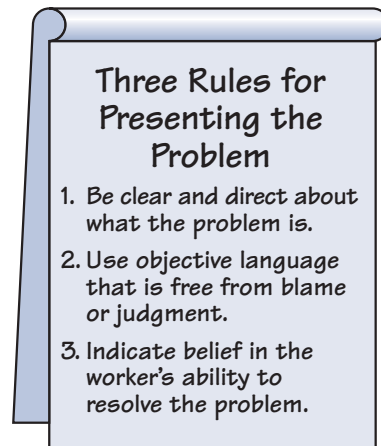 Three Rules for
Presenting the
Problem
1. Be clear and direct about
what the problem is.
2. Use objective language
that is free from blame
or judgment.
3. Indicate belief in the
worker's ability to
resolve the problem.